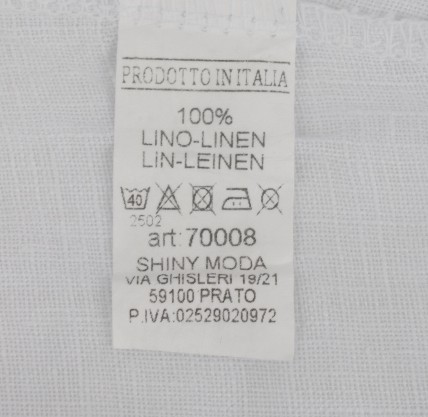 PRODOTTO IN ITALIA
100%
LINO-LINEN
LIN-LEINEN
40
2502
art:70008
SHINY MODA
VIA GHISLERI 19/21
59100 PRATO
P.IVA:02529020972